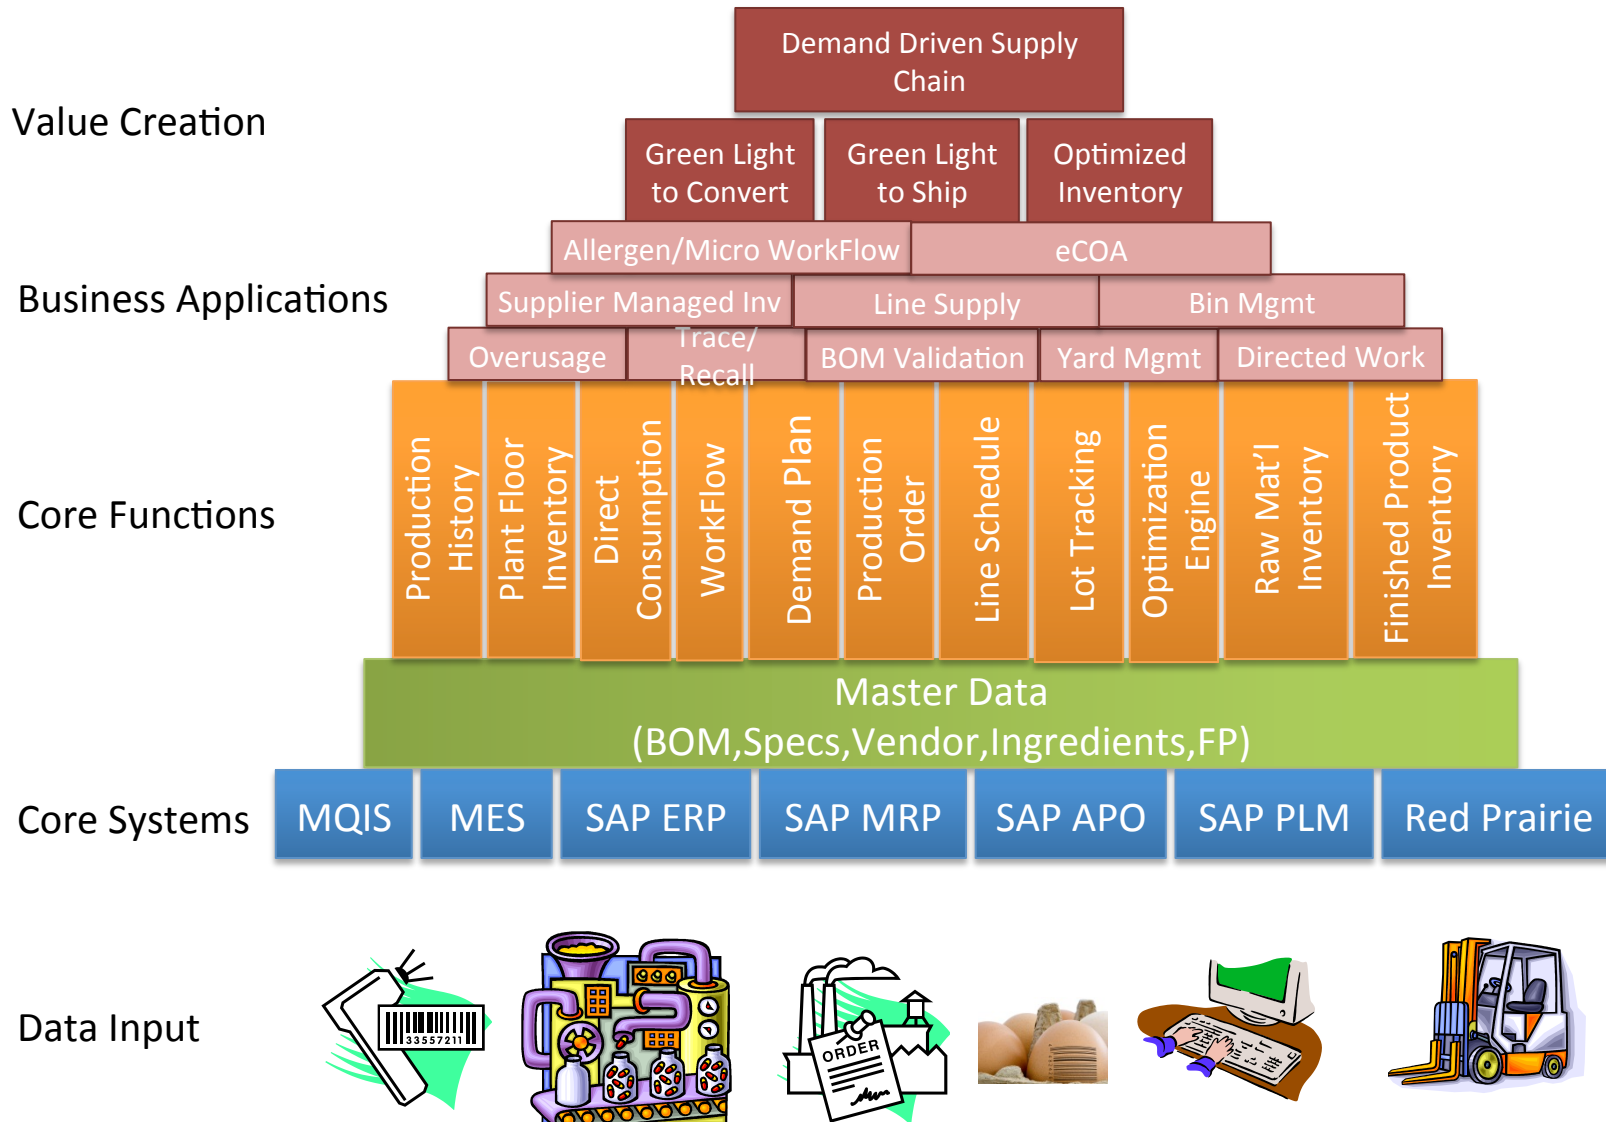 Demand Driven Supply
Chain
Value Creation
Green Light
to Convert
Green Light
to Ship
Optimized
Inventory
Allergen/Micro WorkFlow
eCOA
Business Applications
Supplier Managed Inv
Line Supply
Bin Mgmt
Overusage
Trace/
Recall
BOM Validation
Yard Mgmt
Directed Work
Core Functions
Production
History
Plant Floor
Inventory
Direct
Consumption
WorkFlow
Demand Plan
Production
Order
Line Schedule
Lot Tracking
Optimization
Engine
Raw Mat’l
Inventory
Finished Product
Inventory
Master Data
(BOM,Specs,Vendor,Ingredients,FP)
Core Systems
MQIS
MES
SAP ERP
SAP MRP
SAP APO
SAP PLM
Red Prairie
Data Input
33557211
ORDER